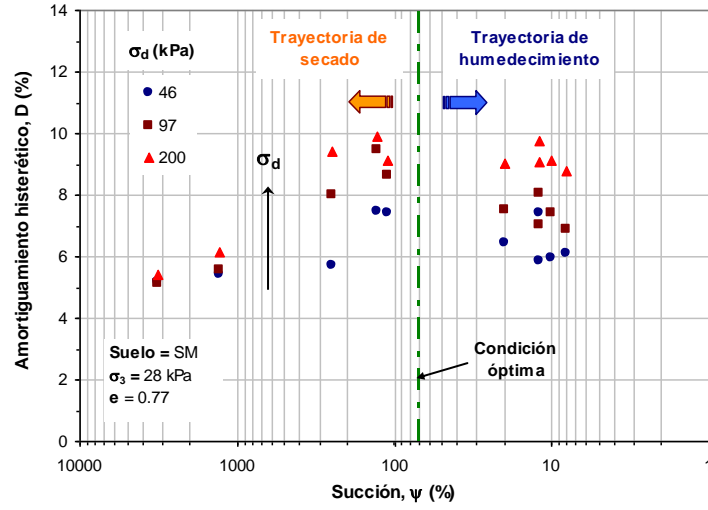 Amortiguamiento histerético, D (%)
14
12
10
8
6
4
2
0
σd (kPa)
46
97
200
Trayectoria de
secado
Trayectoria de
humedecimiento
σd
Suelo = SM
σ3 = 28 kPa
e = 0.77
Condición
óptima
10000
1000
100
10
1
Succión, ψ (%)